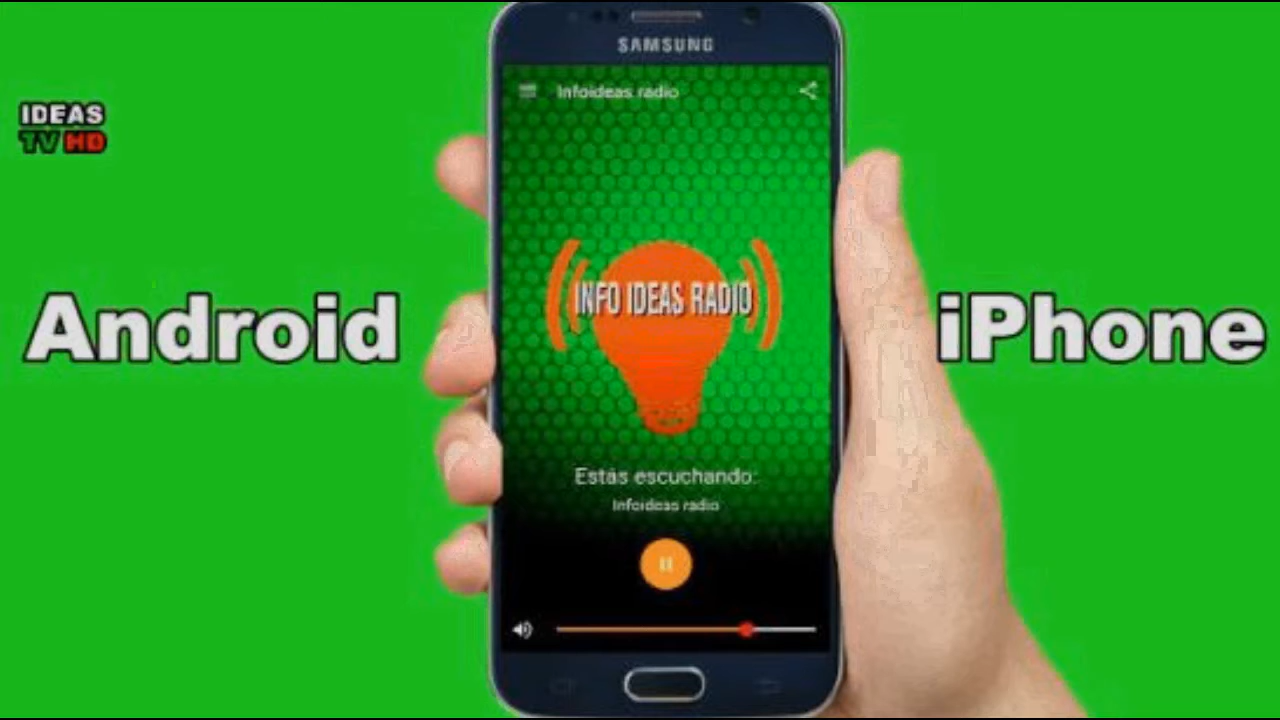 IDEAS
TV HD
Android
SAMSUNG
Infoideas radio
INFO IDEAS RADIO
Estás escuchando:
Infoideas radio
iPhone